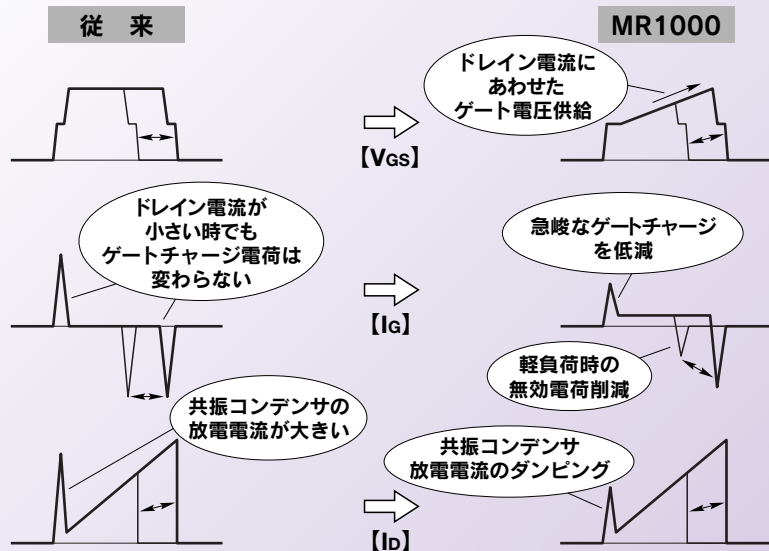 従 来
MR1000
ドレイン電流に
あわせた
ゲート電圧供給
【VGS】
ドレイン電流が
小さい時でも
ゲートチャージ電荷は
変わらない
急峻なゲートチャージ
を低減
【IG】
軽負荷時の
無効電荷削減
共振コンデンサの
放電電流が大きい
共振コンデンサ
放電電流のダンピング
【ID】